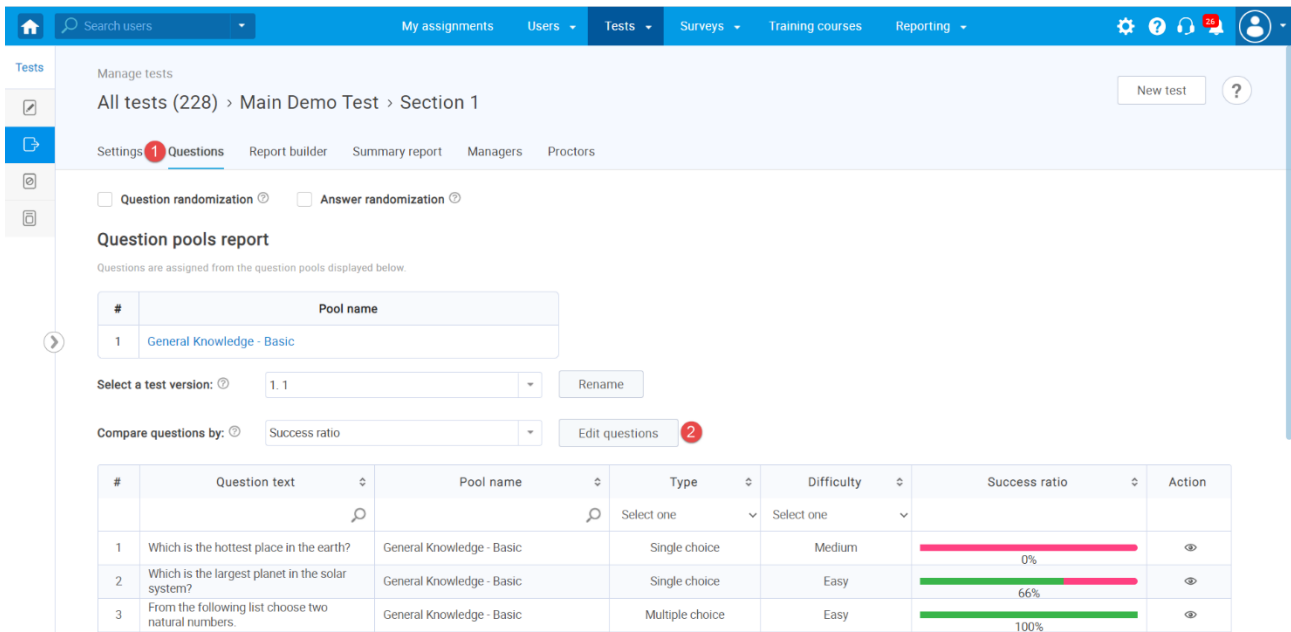 Search users My assignments Users Tests Surveys Training courses Reporting ? 26
Tests
Manage tests
All tests (228) › Main Demo Test › Section 1
New test ?
Settings 1 Questions Report builder Summary report Managers Proctors
Question randomization ? Answer randomization ?
Question pools report
Questions are assigned from the question pools displayed below.
# Pool name
1 General Knowledge - Basic
Select a test version: ? 1. 1 Rename
Compare questions by: ? Success ratio Edit questions 2
# Question text Pool name Type Difficulty Success ratio Action
Select one Select one
1 Which is the hottest place in the earth? General Knowledge - Basic Single choice Medium 0%
2 Which is the largest planet in the solar
system? General Knowledge - Basic Single choice Easy 66%
3 From the following list choose two
natural numbers. General Knowledge - Basic Multiple choice Easy 100%